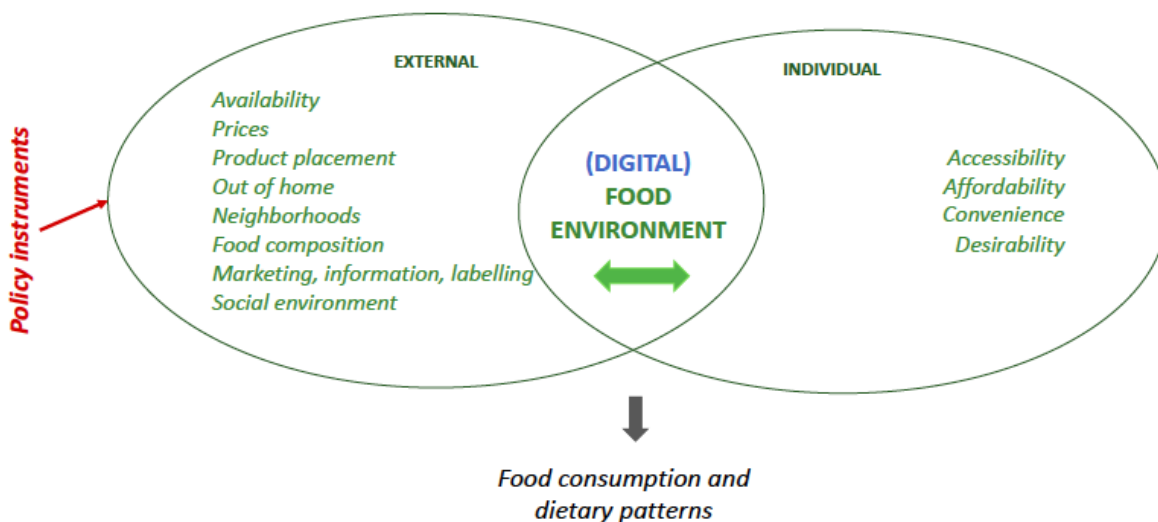 EXTERNAL
INDIVIDUAL
Policy instruments
Availability
Prices
Product placement
Out of home
Neighborhoods
Food composition
Marketing, information, labelling
Social environment
(DIGITAL)
FOOD
ENVIRONMENT
Accessibility
Affordability
Convenience
Desirability
Food consumption and
dietary patterns